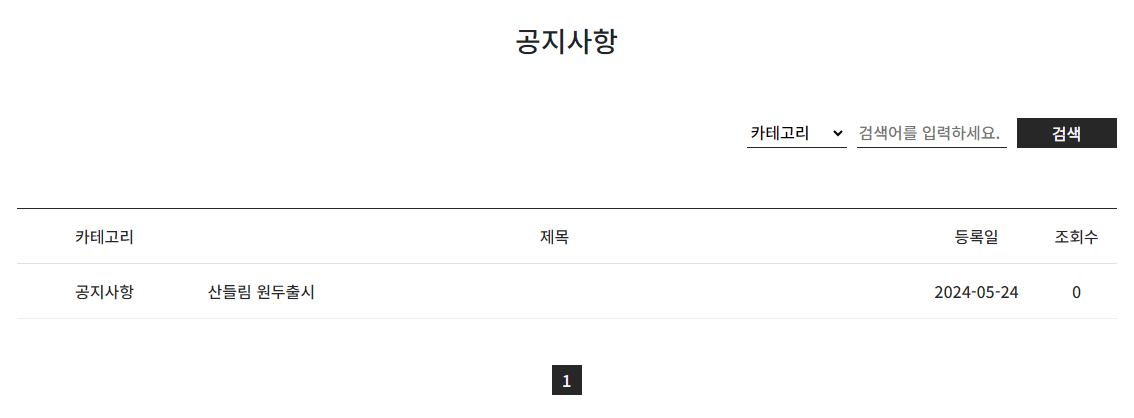 공지사항
카테고리 검색어를 입력하세요. 검색
카테고리 제목 등록일 조회수
공지사항 산들림 원두출시 2024-05-24 0
1